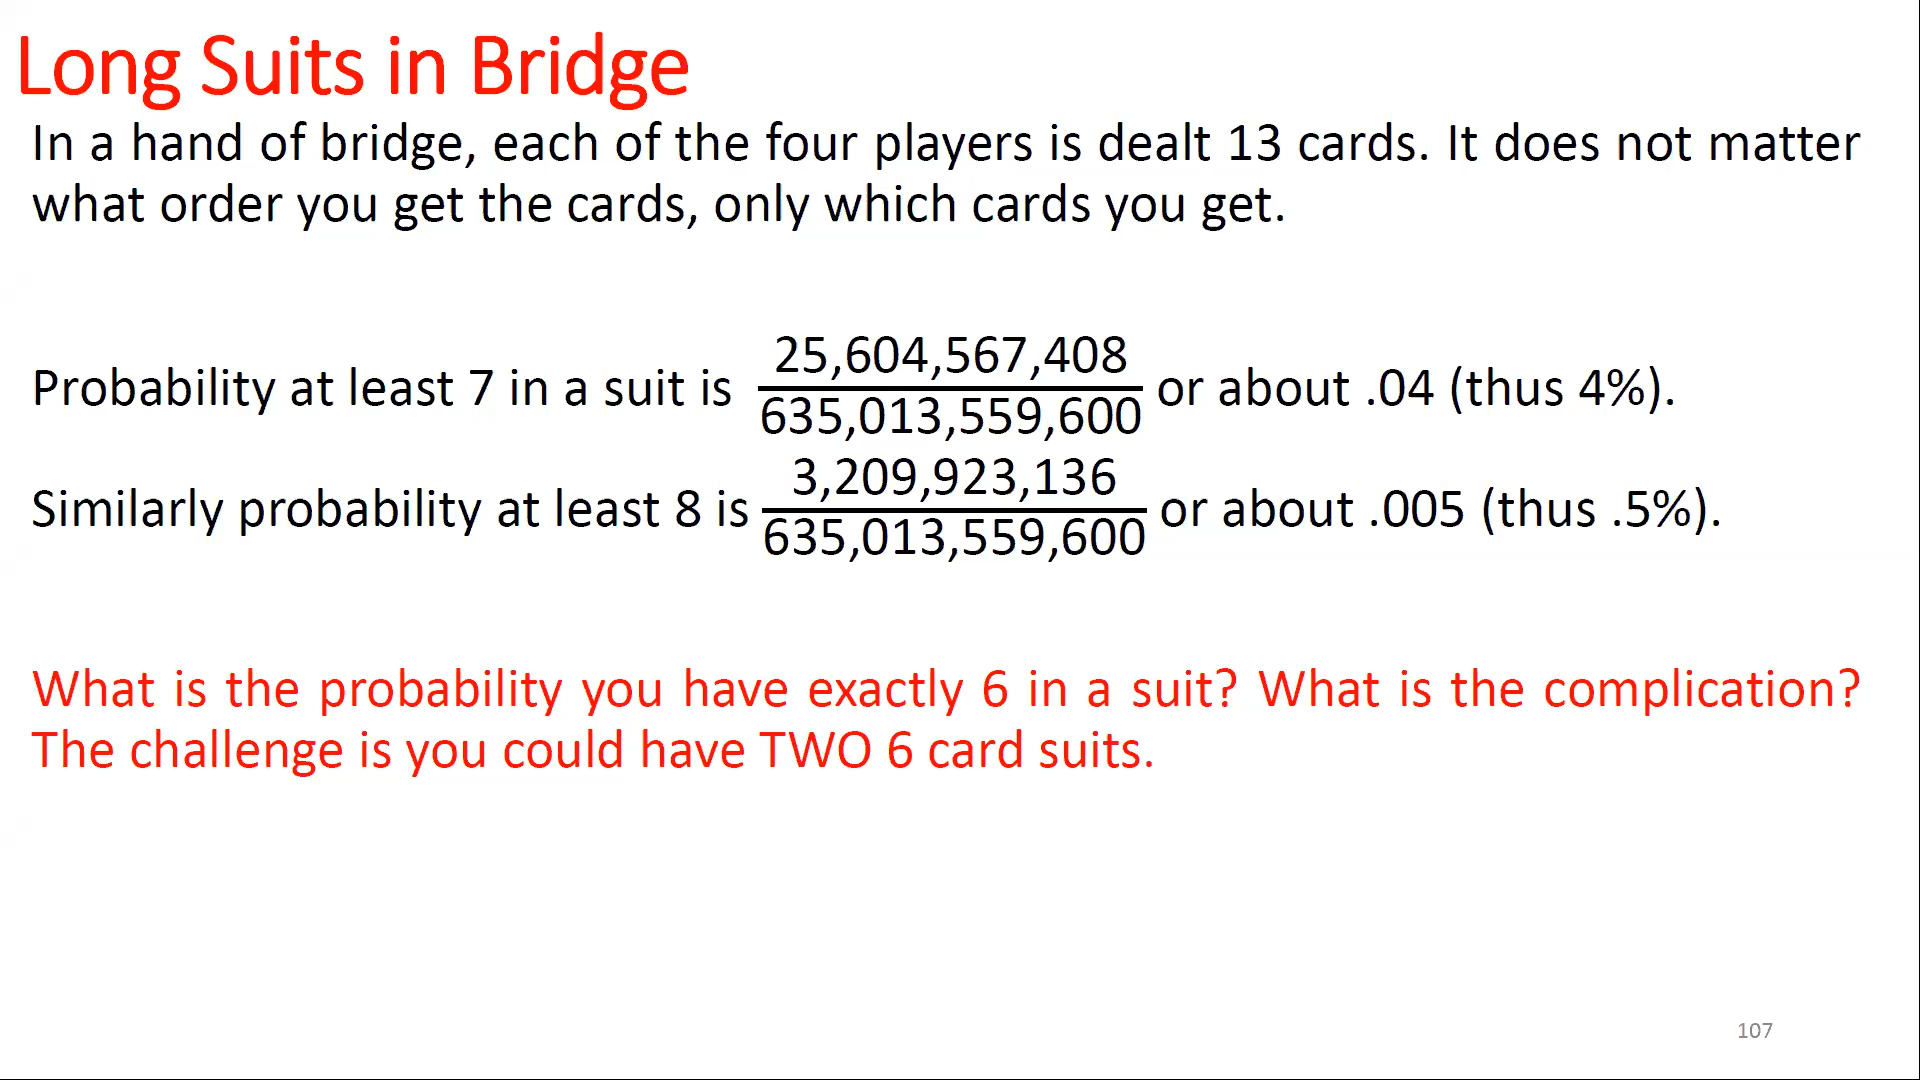 Long Suits in Bridge
In a hand of bridge, each of the four players is dealt 13 cards. It does not matter
what order you get the cards, only which cards you get.
Probability at least 7 in a suit is 25,604,567,408/635,013,559,600 or about .04 (thus 4%).
Similarly probability at least 8 is 3,209,923,136/635,013,559,600 or about .005 (thus .5%).
What is the probability you have exactly 6 in a suit? What is the complication?
The challenge is you could have TWO 6 card suits.
107